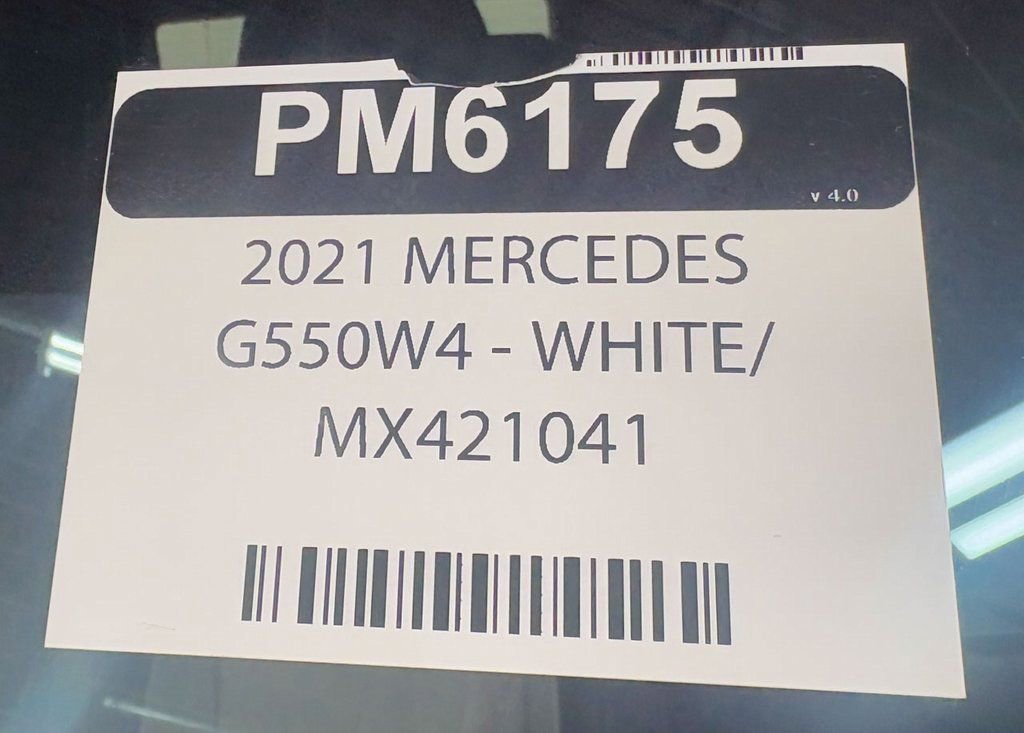 PM6175
v 4.0
2021 MERCEDES
G550W4 - WHITE/
MX421041